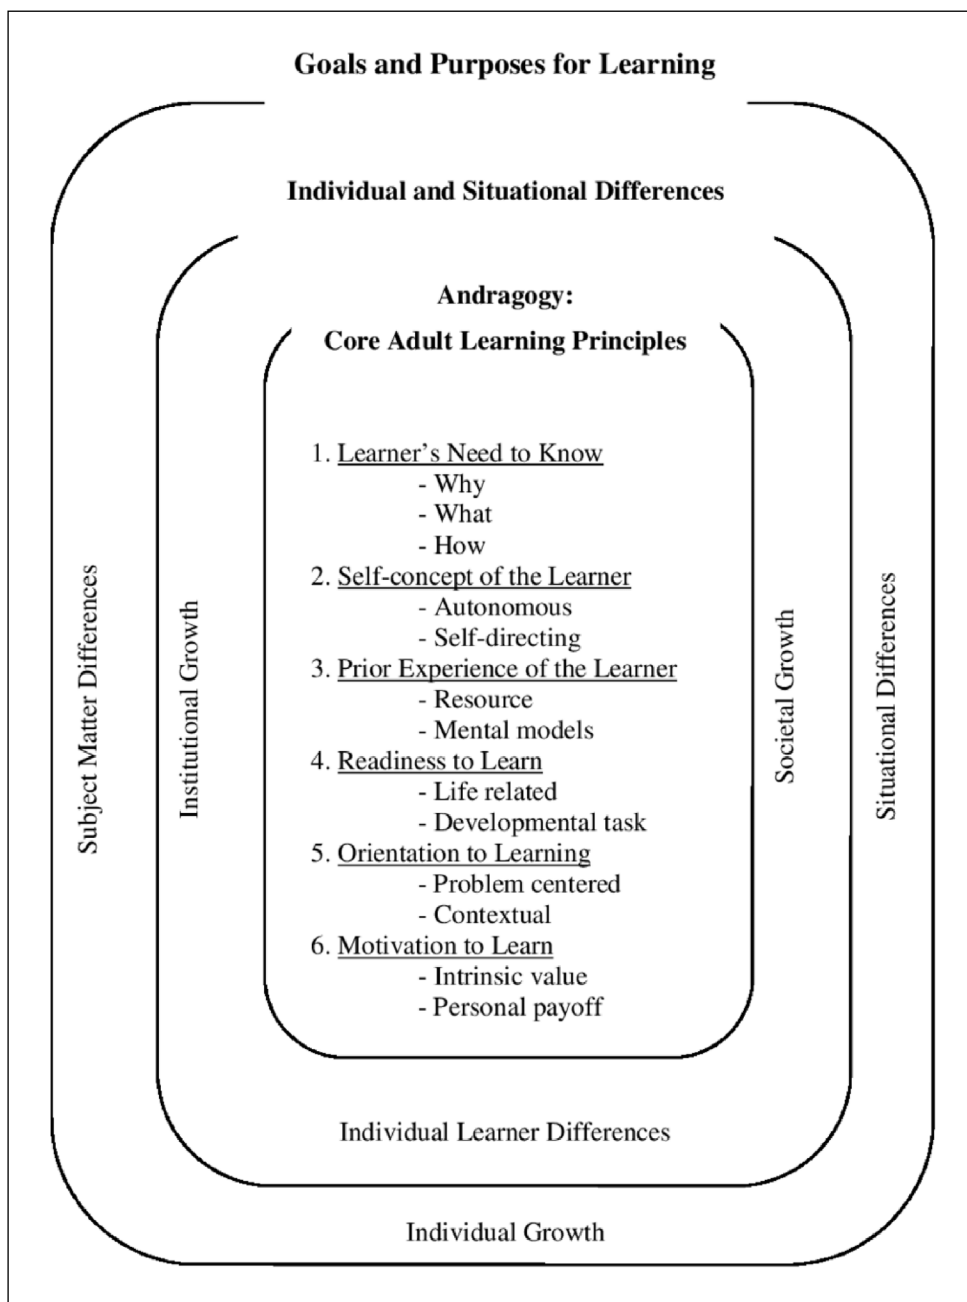 Goals and Purposes for Learning
Individual and Situational Differences
Andragogy:
Core Adult Learning Principles
1. Learner’s Need to Know
- Why
- What
- How
2. Self-concept of the Learner
- Autonomous
- Self-directing
3. Prior Experience of the Learner
- Resource
- Mental models
4. Readiness to Learn
- Life related
- Developmental task
5. Orientation to Learning
- Problem centered
- Contextual
6. Motivation to Learn
- Intrinsic value
- Personal payoff
Subject Matter Differences
Institutional Growth
Societal Growth
Situational Differences
Individual Learner Differences
Individual Growth